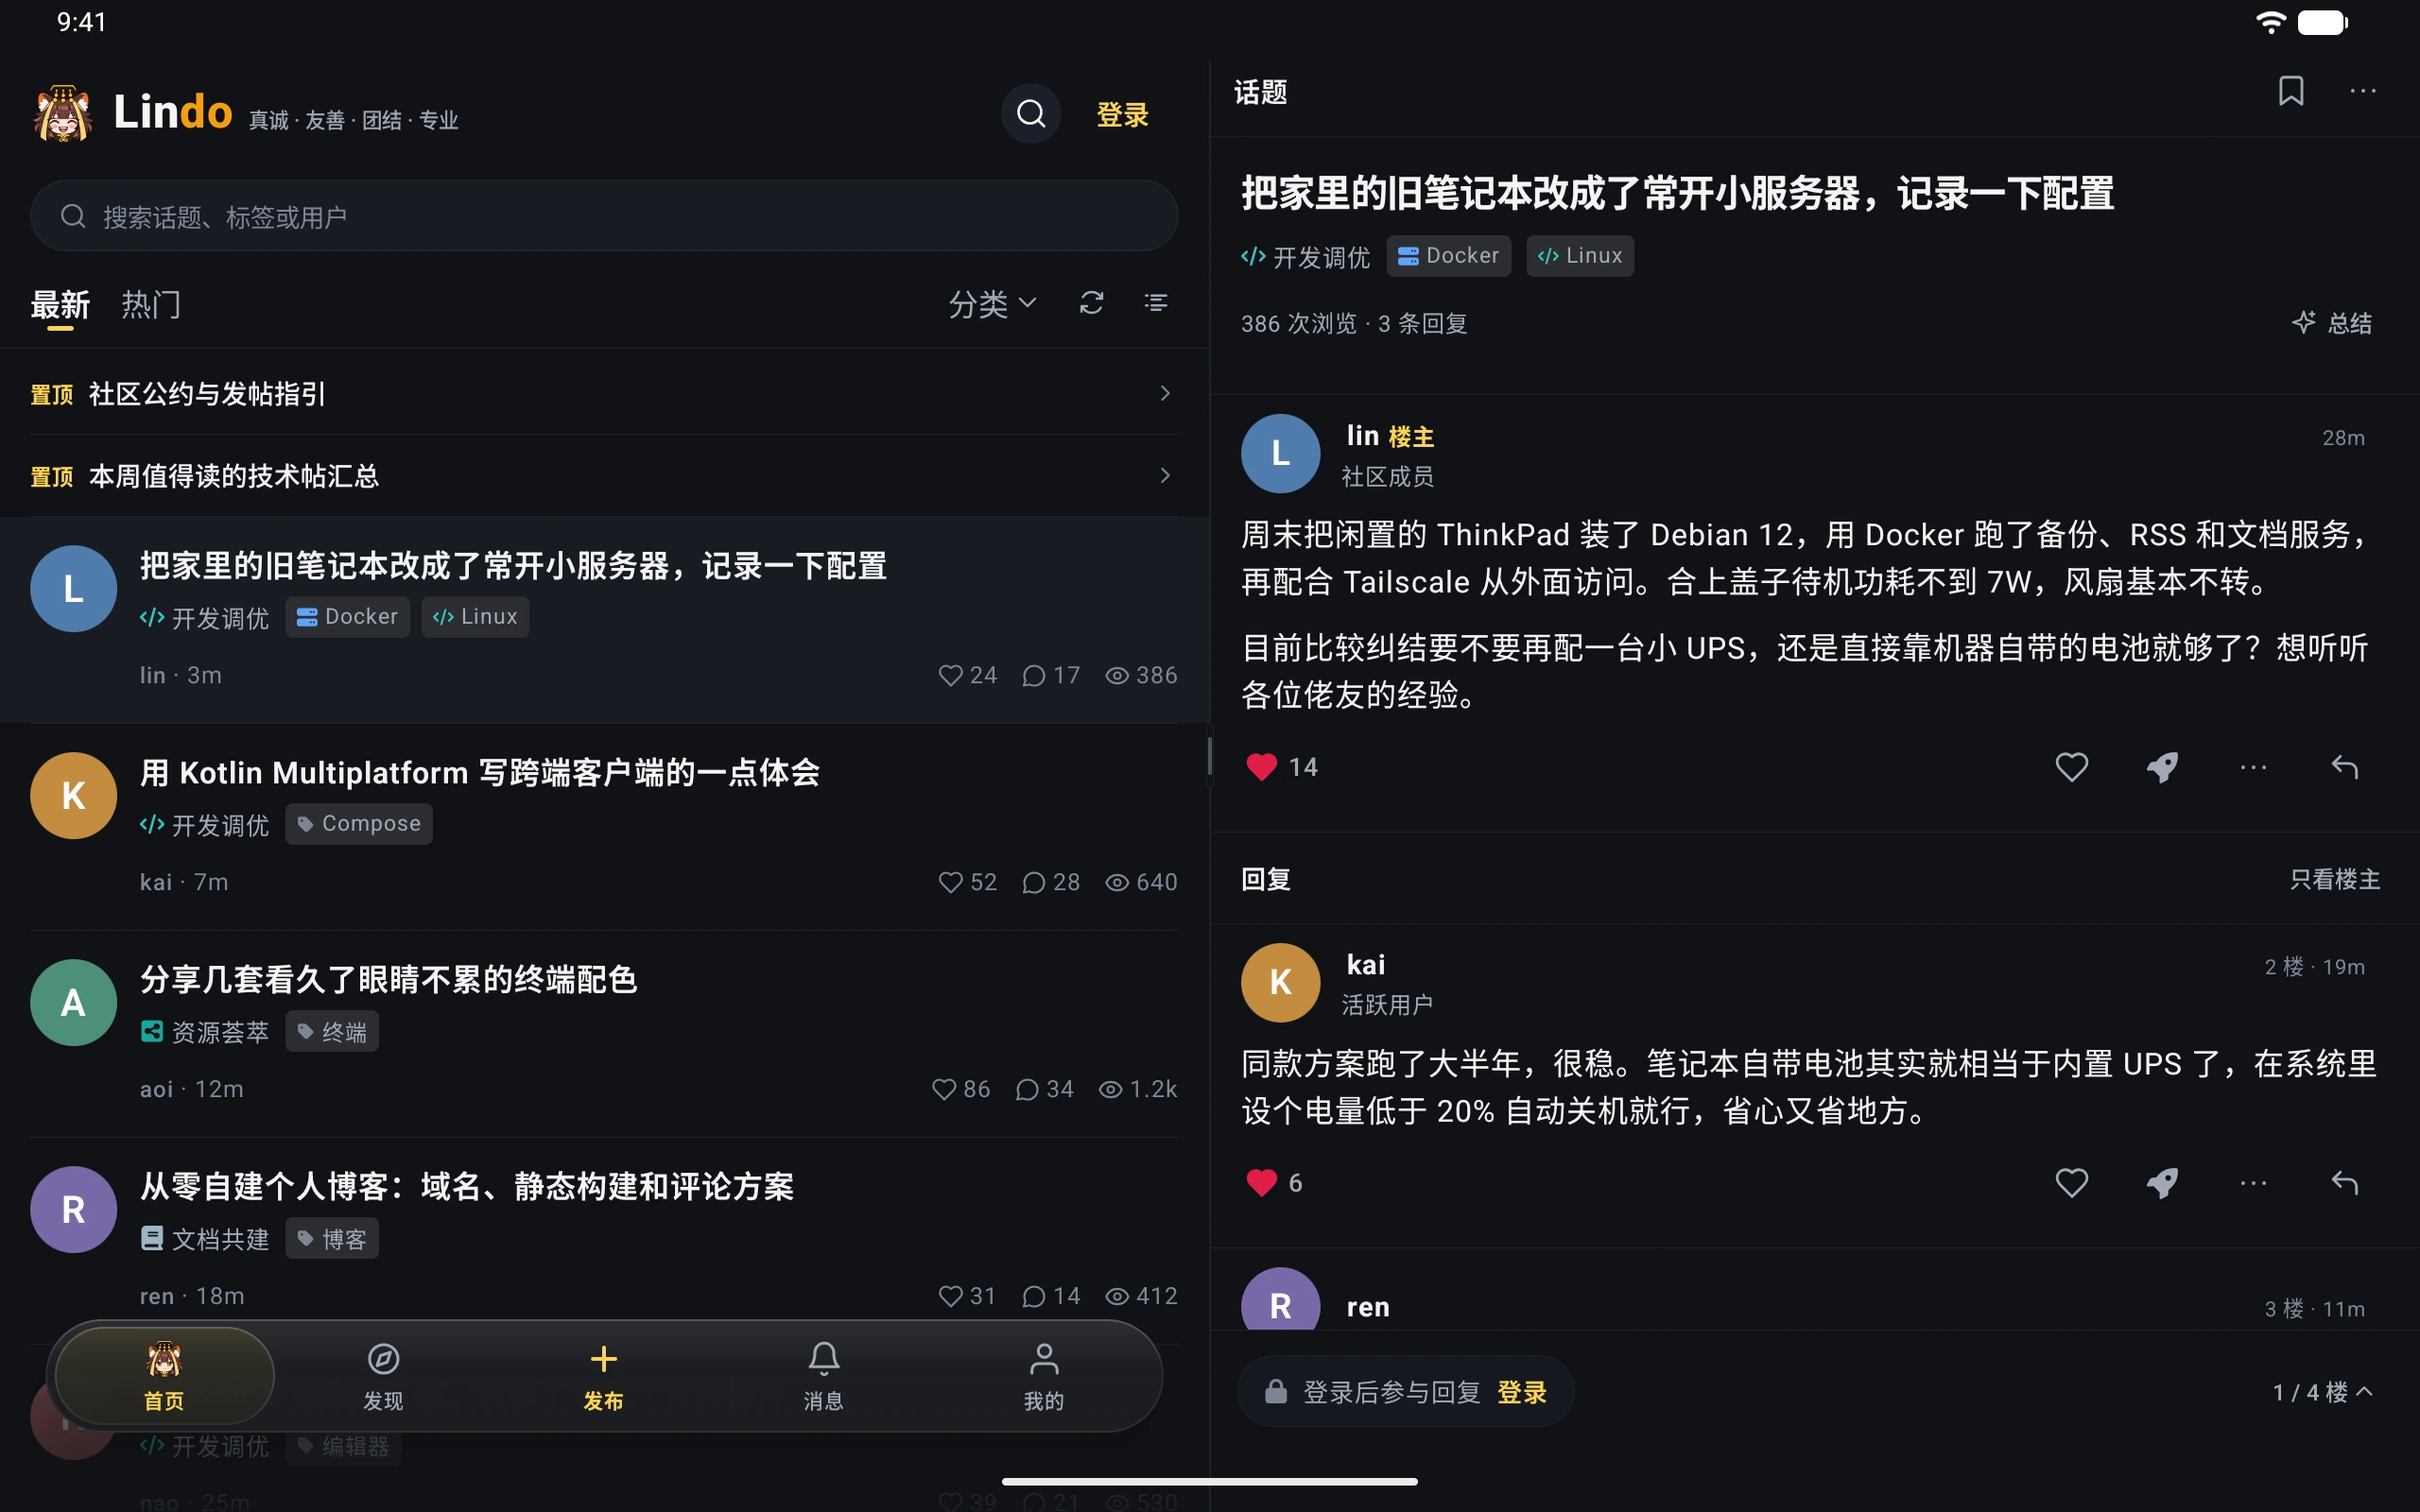 9:41
Lindo 真诚 · 友善 · 团结 · 专业
登录
搜索话题、标签或用户
最新 热门 分类
置顶 社区公约与发帖指引
置顶 本周值得读的技术帖汇总
L
把家里的旧笔记本改成了常开小服务器，记录一下配置
开发调优 Docker Linux
lin · 3m 24 17 386
K
用 Kotlin Multiplatform 写跨端客户端的一点体会
开发调优 Compose
kai · 7m 52 28 640
A
分享几套看久了眼睛不累的终端配色
资源荟萃 终端
aoi · 12m 86 34 1.2k
R
从零自建个人博客：域名、静态构建和评论方案
文档共建 博客
ren · 18m 31 14 412
首页 发现 发布 消息 我的
开发调优 编辑器
nao · 25m 39 21 530
话题
把家里的旧笔记本改成了常开小服务器，记录一下配置
开发调优 Docker Linux
386 次浏览 · 3 条回复 总结
L
lin 楼主 28m
社区成员
周末把闲置的 ThinkPad 装了 Debian 12，用 Docker 跑了备份、RSS 和文档服务，
再配合 Tailscale 从外面访问。合上盖子待机功耗不到 7W，风扇基本不转。
目前比较纠结要不要再配一台小 UPS，还是直接靠机器自带的电池就够了？想听听
各位佬友的经验。
14
回复 只看楼主
K
kai 2 楼 · 19m
活跃用户
同款方案跑了大半年，很稳。笔记本自带电池其实就相当于内置 UPS 了，在系统里
设个电量低于 20% 自动关机就行，省心又省地方。
6
R
ren 3 楼 · 11m
登录后参与回复 登录 1 / 4 楼